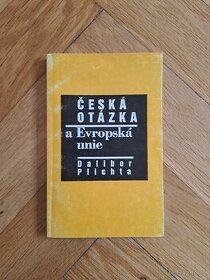 ČESKÁ
OTÁZKA
a Evropská
unie
Dalibor
Plichta